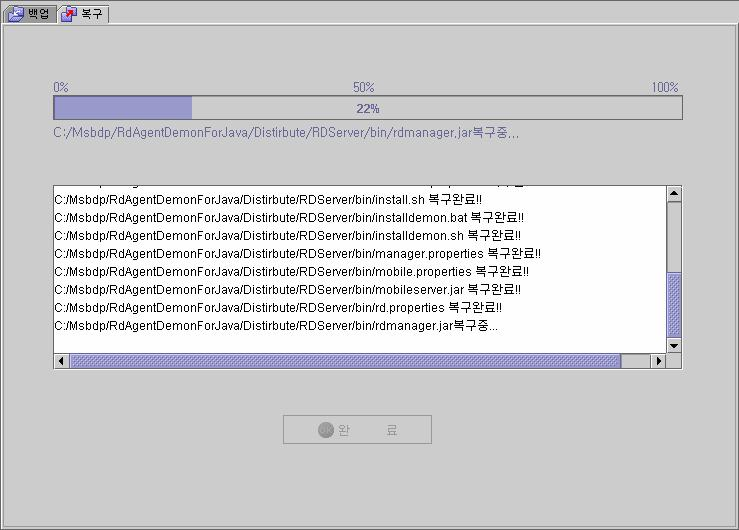 백업 복구
0% 50% 100%
22%
C:/Msbdp/RdAgentDemonForJava/Distirbute/RDServer/bin/rdmanager.jar복구중...
C:/Msbdp/RdAgentDemonForJava/Distirbute/RDServer/bin/install.sh 복구완료!!
C:/Msbdp/RdAgentDemonForJava/Distirbute/RDServer/bin/installdemon.bat 복구완료!!
C:/Msbdp/RdAgentDemonForJava/Distirbute/RDServer/bin/installdemon.sh 복구완료!!
C:/Msbdp/RdAgentDemonForJava/Distirbute/RDServer/bin/manager.properties 복구완료!!
C:/Msbdp/RdAgentDemonForJava/Distirbute/RDServer/bin/mobile.properties 복구완료!!
C:/Msbdp/RdAgentDemonForJava/Distirbute/RDServer/bin/mobileserver.jar 복구완료!!
C:/Msbdp/RdAgentDemonForJava/Distirbute/RDServer/bin/rd.properties 복구완료!!
C:/Msbdp/RdAgentDemonForJava/Distirbute/RDServer/bin/rdmanager.jar복구중...
OK 완 료